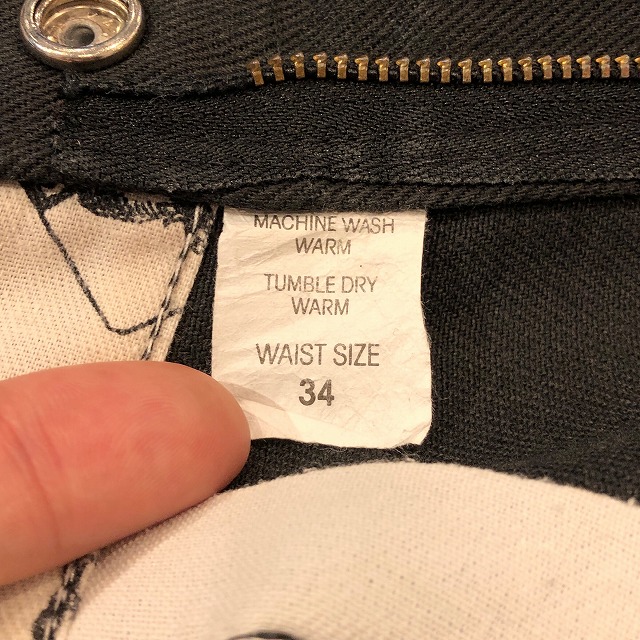 MACHINE WASH
WARM
TUMBLE DRY
WARM
WAIST SIZE
34